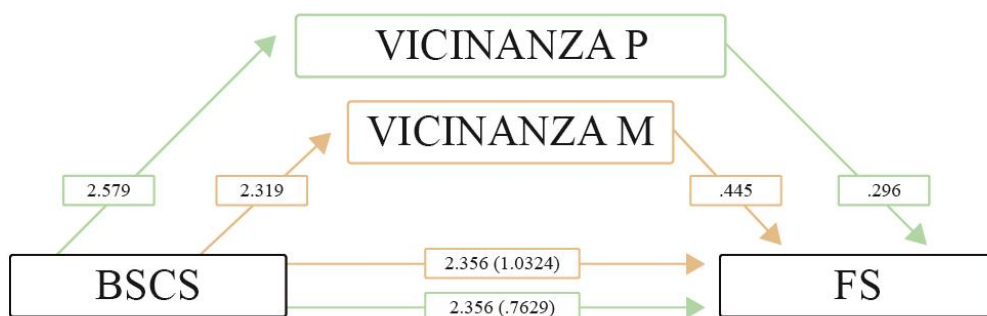 VICINANZA P
VICINANZA M
2.579
2.319
.445
.296
BSCS
2.356 (1.0324)
FS
2.356 (.7629)